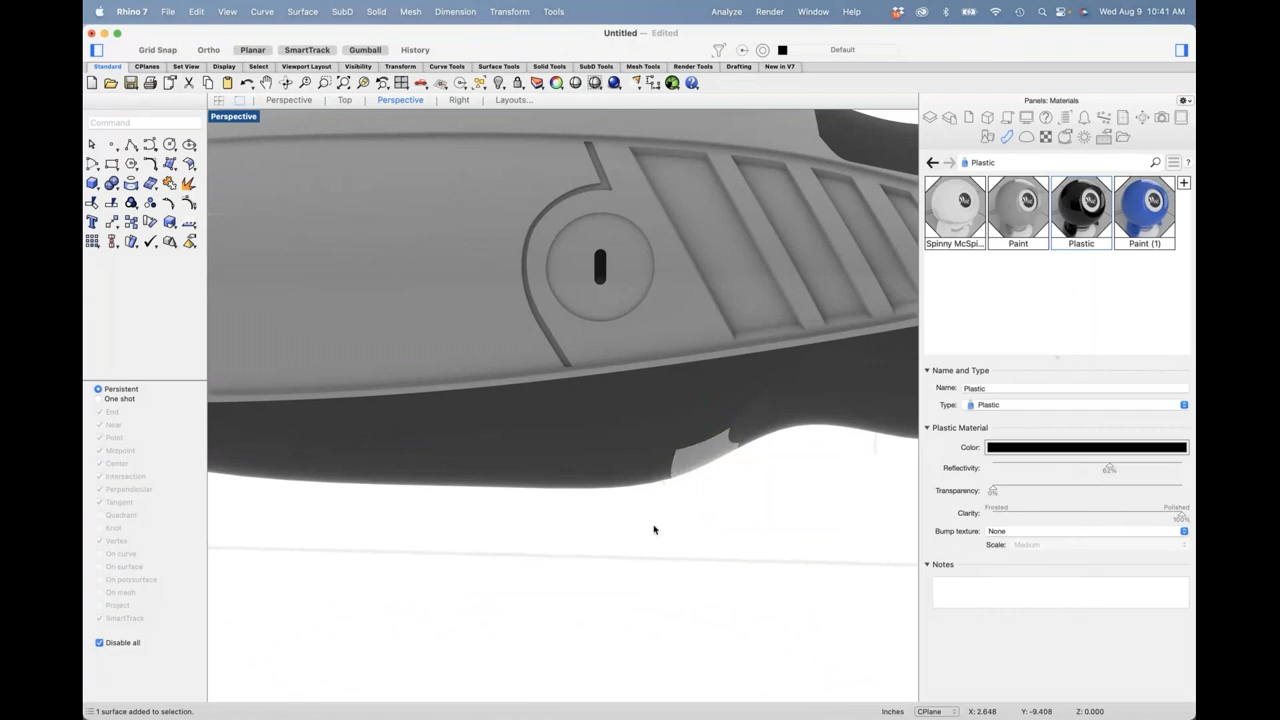 Rhino 7 File Edit View Curve Surface SubD Solid Mesh Dimension Transform Tools Analyze Render Window Help Wed Aug 9 10:41 AM
Untitled — Edited
Grid Snap Ortho Planar SmartTrack Gumball History Default
Standard CPlanes Set View Display Select Viewport Layout Visibility Transform Curve Tools Surface Tools Solid Tools SubD Tools Mesh Tools Render Tools Drafting New in V7
Perspective Top Perspective Right Layouts...
Panels: Materials
Perspective
Command
Plastic
Spinny McSpi... Paint Plastic Paint (1)
Persistent
One shot
End
Near
Point
Midpoint
Center
Intersection
Perpendicular
Tangent
Quadrant
Knot
Vertex
On curve
On surface
On polysurface
On mesh
Project
SmartTrack
Disable all
Name and Type
Name: Plastic
Type: Plastic
Plastic Material
Color:
Reflectivity:
62%
Transparency:
0%
Frosted Polished
Clarity:
100%
Bump texture: None
Scale: Medium
Notes
1 surface added to selection.
Inches CPlane X: 2.648 Y: -9.408 Z: 0.000